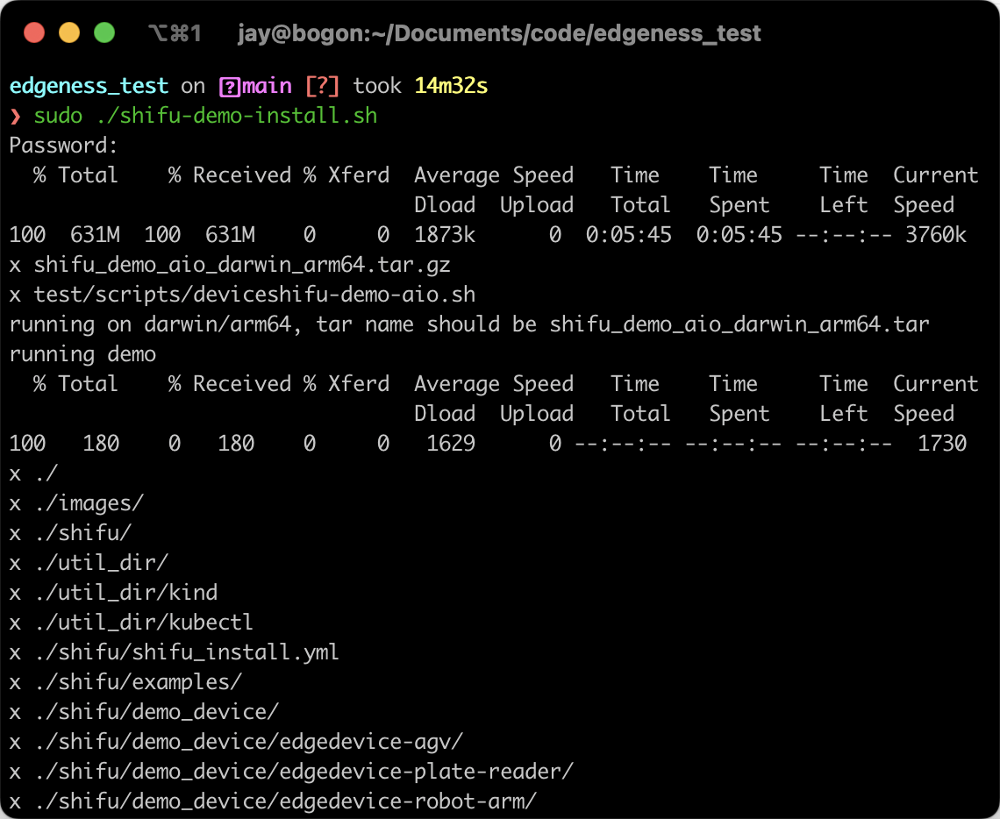 ⌥⌘1 jay@bogon:~/Documents/code/edgeness_test
edgeness_test on [?]main [?] took 14m32s
❯ sudo ./shifu-demo-install.sh
Password:
  % Total    % Received % Xferd  Average Speed   Time    Time     Time  Current
                                 Dload  Upload   Total   Spent    Left  Speed
100  631M  100  631M    0     0  1873k      0  0:05:45  0:05:45 --:--:-- 3760k
x shifu_demo_aio_darwin_arm64.tar.gz
x test/scripts/deviceshifu-demo-aio.sh
running on darwin/arm64, tar name should be shifu_demo_aio_darwin_arm64.tar
running demo
  % Total    % Received % Xferd  Average Speed   Time    Time     Time  Current
                                 Dload  Upload   Total   Spent    Left  Speed
100   180    0   180    0     0   1629      0 --:--:-- --:--:-- --:--:--  1730
x ./
x ./images/
x ./shifu/
x ./util_dir/
x ./util_dir/kind
x ./util_dir/kubectl
x ./shifu/shifu_install.yml
x ./shifu/examples/
x ./shifu/demo_device/
x ./shifu/demo_device/edgedevice-agv/
x ./shifu/demo_device/edgedevice-plate-reader/
x ./shifu/demo_device/edgedevice-robot-arm/